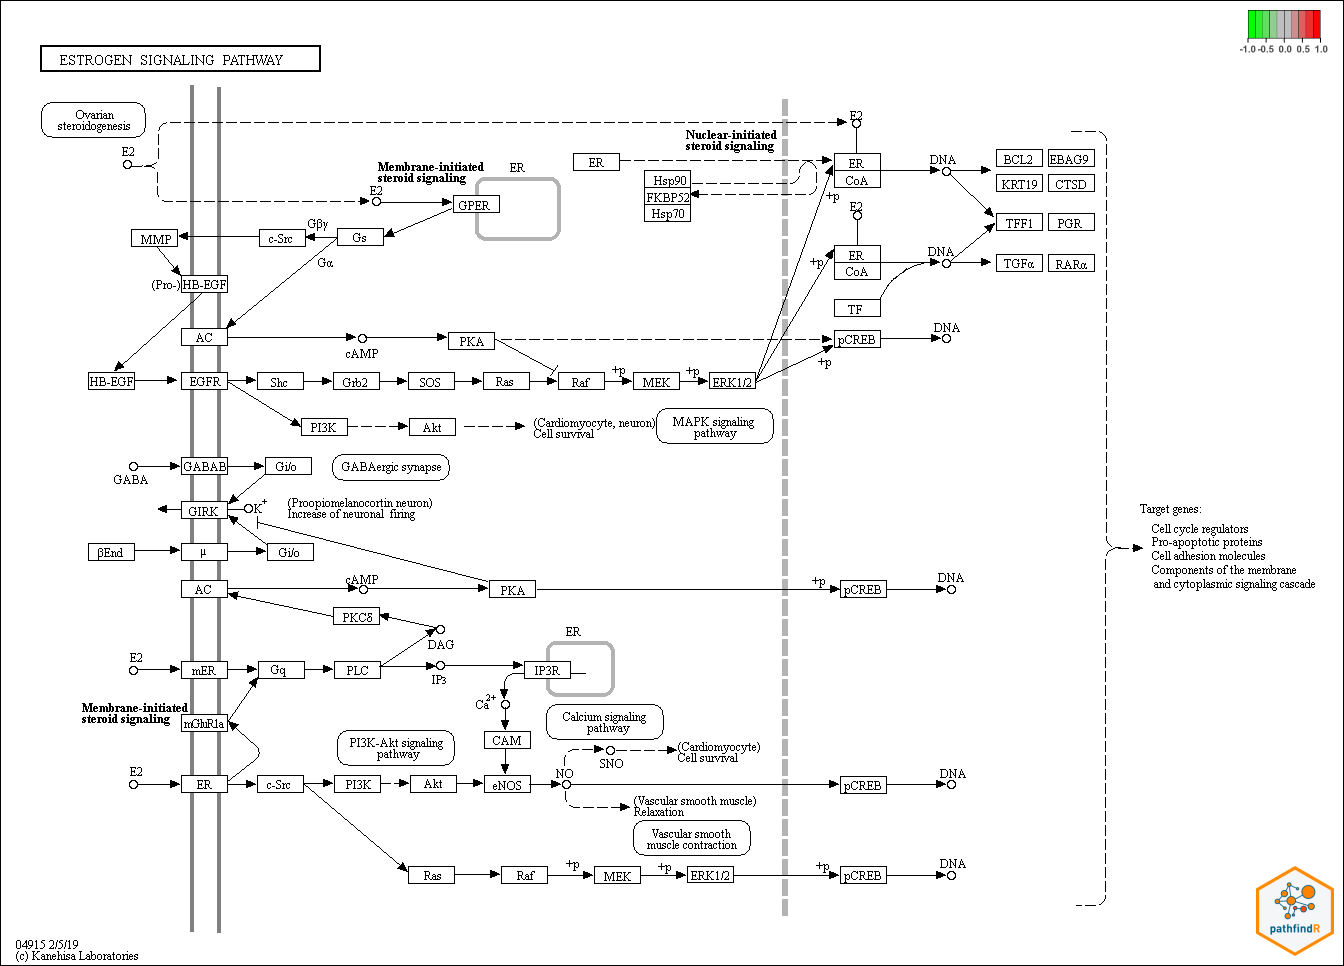 -1.0 -0.5 0.0 0.5 1.0
ESTROGEN SIGNALING PATHWAY
Ovarian
steroidogenesis
E2
E2
Nuclear-initiated
steroid signaling
Membrane-initiated
steroid signaling
ER
ER
E2
GPER
Hsp90
FKBP52
Hsp70
ER
CoA
DNA
BCL2
EBAG9
KRT19
CTSD
+p
E2
TFF1
PGR
MMP
c-Src
Gβγ
Gs
Gα
ER
CoA
+p
DNA
TGFα
RARα
(Pro-)
HB-EGF
TF
AC
cAMP
PKA
pCREB
DNA
+p
HB-EGF
EGFR
Shc
Grb2
SOS
Ras
Raf
+p
MEK
+p
ERK1/2
PI3K
Akt
(Cardiomyocyte, neuron)
Cell survival
MAPK signaling
pathway
GABA
GABAB
Gi/o
GABAergic synapse
GIRK
K+
(Proopiomelanocortin neuron)
Increase of neuronal firing
βEnd
μ
Gi/o
Target genes:
Cell cycle regulators
Pro-apoptotic proteins
Cell adhesion molecules
Components of the membrane
and cytoplasmic signaling cascade
AC
cAMP
PKA
+p
pCREB
DNA
PKCδ
DAG
E2
mER
Gq
PLC
IP3
ER
IP3R
Ca2+
Membrane-initiated
steroid signaling
mGluR1a
PI3K-Akt signaling
pathway
CAM
Calcium signaling
pathway
SNO
(Cardiomyocyte)
Cell survival
E2
ER
c-Src
PI3K
Akt
eNOS
NO
pCREB
DNA
(Vascular smooth muscle)
Relaxation
Vascular smooth
muscle contraction
Ras
Raf
+p
MEK
+p
ERK1/2
+p
pCREB
DNA
04915 2/5/19
(c) Kanehisa Laboratories
pathfindR